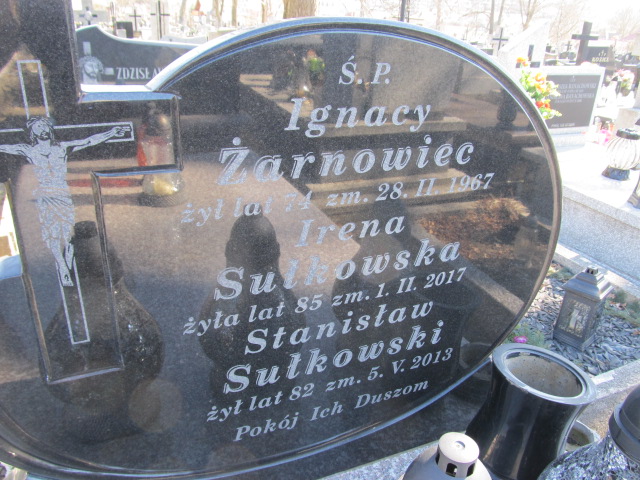 Ś.P.
Ignacy
Żarnowiec
żył lat 74 zm. 28. II. 1967
Irena
Sułkowska
żyła lat 85 zm. 1. II. 2017
Stanisław
Sułkowski
żył lat 82 zm. 5. V. 2013
Pokój Ich Duszom
ZDZISŁA